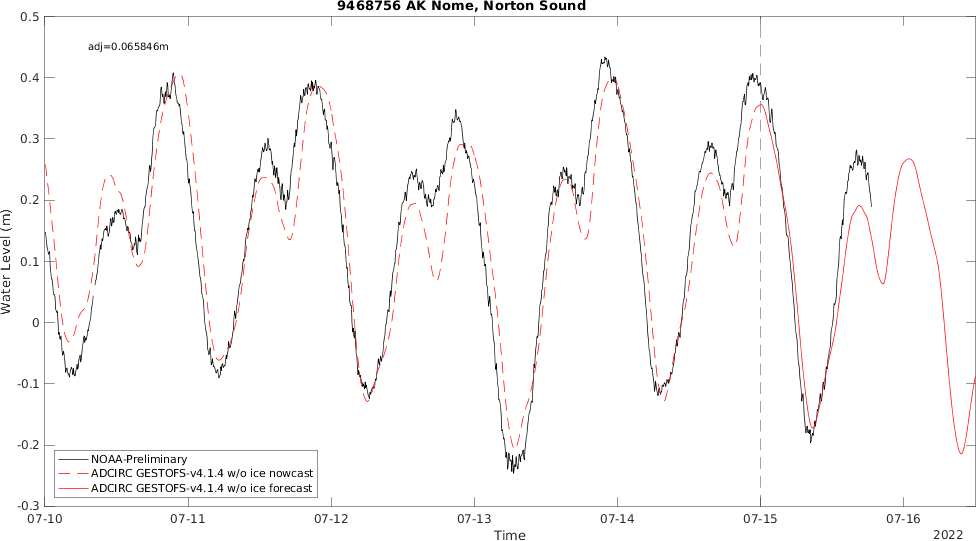 9468756 AK Nome, Norton Sound
adj=0.065846m
0.5
0.4
0.3
0.2
0.1
0
-0.1
-0.2
-0.3
Water Level (m)
NOAA-Preliminary
ADCIRC GESTOFS-v4.1.4 w/o ice nowcast
ADCIRC GESTOFS-v4.1.4 w/o ice forecast
07-10 07-11 07-12 07-13 07-14 07-15 07-16
Time
2022